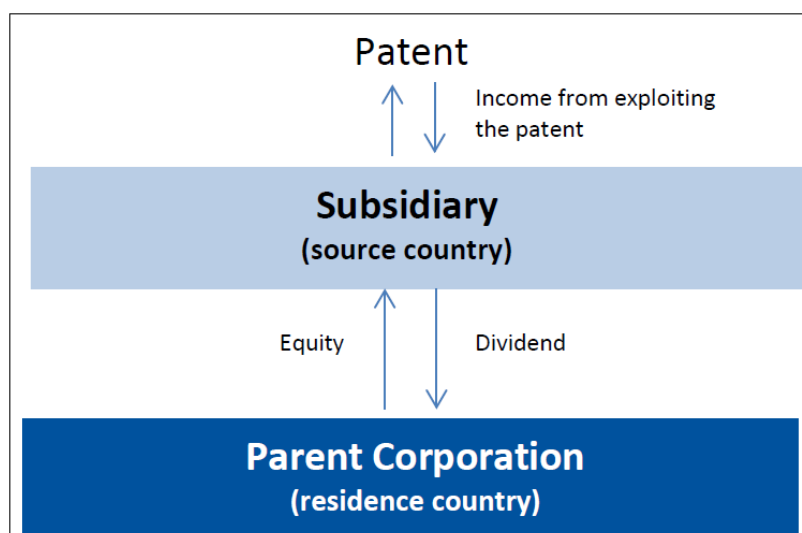 Patent
Income from exploiting
the patent
Subsidiary
(source country)
Equity
Dividend
Parent Corporation
(residence country)